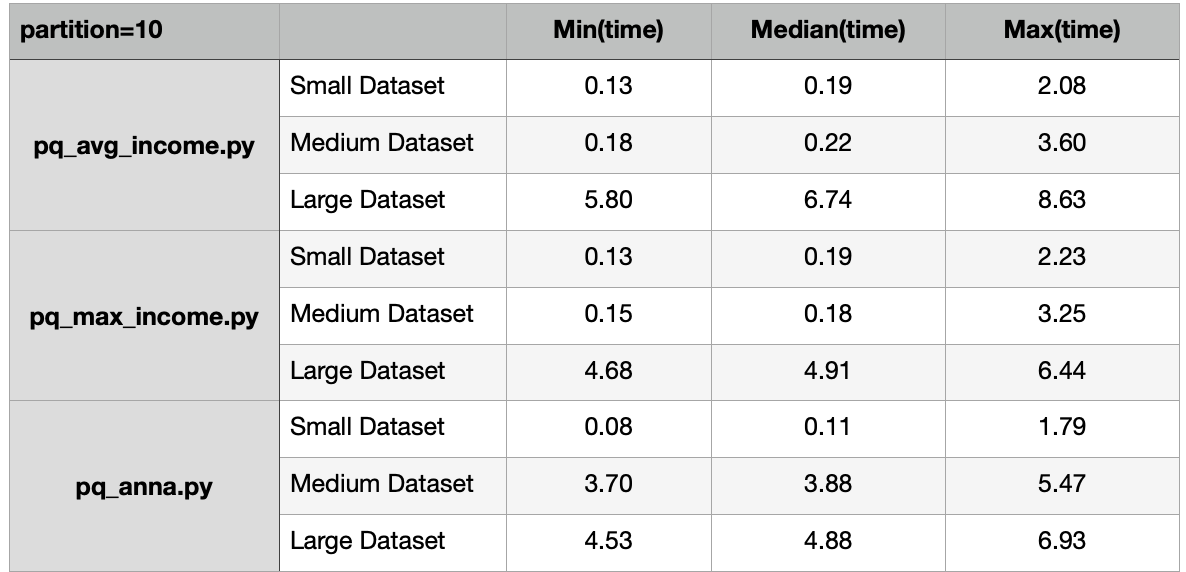 partition=10 Min(time) Median(time) Max(time)
Small Dataset 0.13 0.19 2.08
pq_avg_income.py Medium Dataset 0.18 0.22 3.60
Large Dataset 5.80 6.74 8.63
Small Dataset 0.13 0.19 2.23
pq_max_income.py Medium Dataset 0.15 0.18 3.25
Large Dataset 4.68 4.91 6.44
Small Dataset 0.08 0.11 1.79
pq_anna.py Medium Dataset 3.70 3.88 5.47
Large Dataset 4.53 4.88 6.93